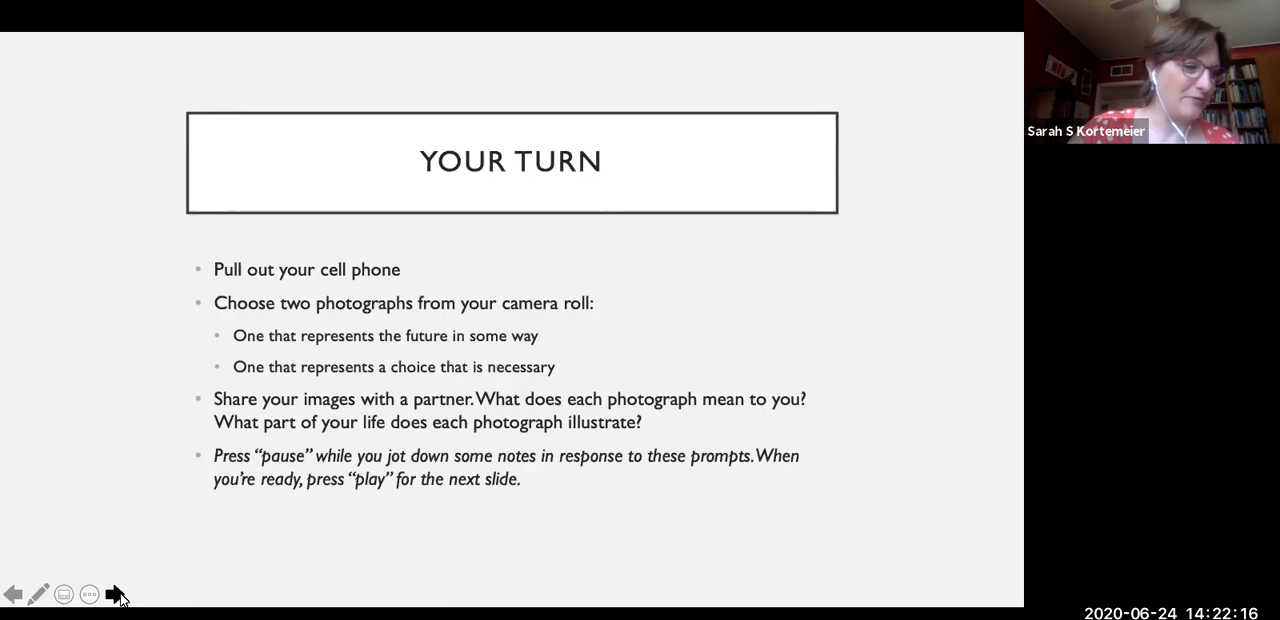 YOUR TURN
Pull out your cell phone
Choose two photographs from your camera roll:
One that represents the future in some way
One that represents a choice that is necessary
Share your images with a partner. What does each photograph mean to you?
What part of your life does each photograph illustrate?
Press “pause” while you jot down some notes in response to these prompts. When
you’re ready, press “play” for the next slide.
Sarah S Kortemeier
2020-06-24 14:22:16